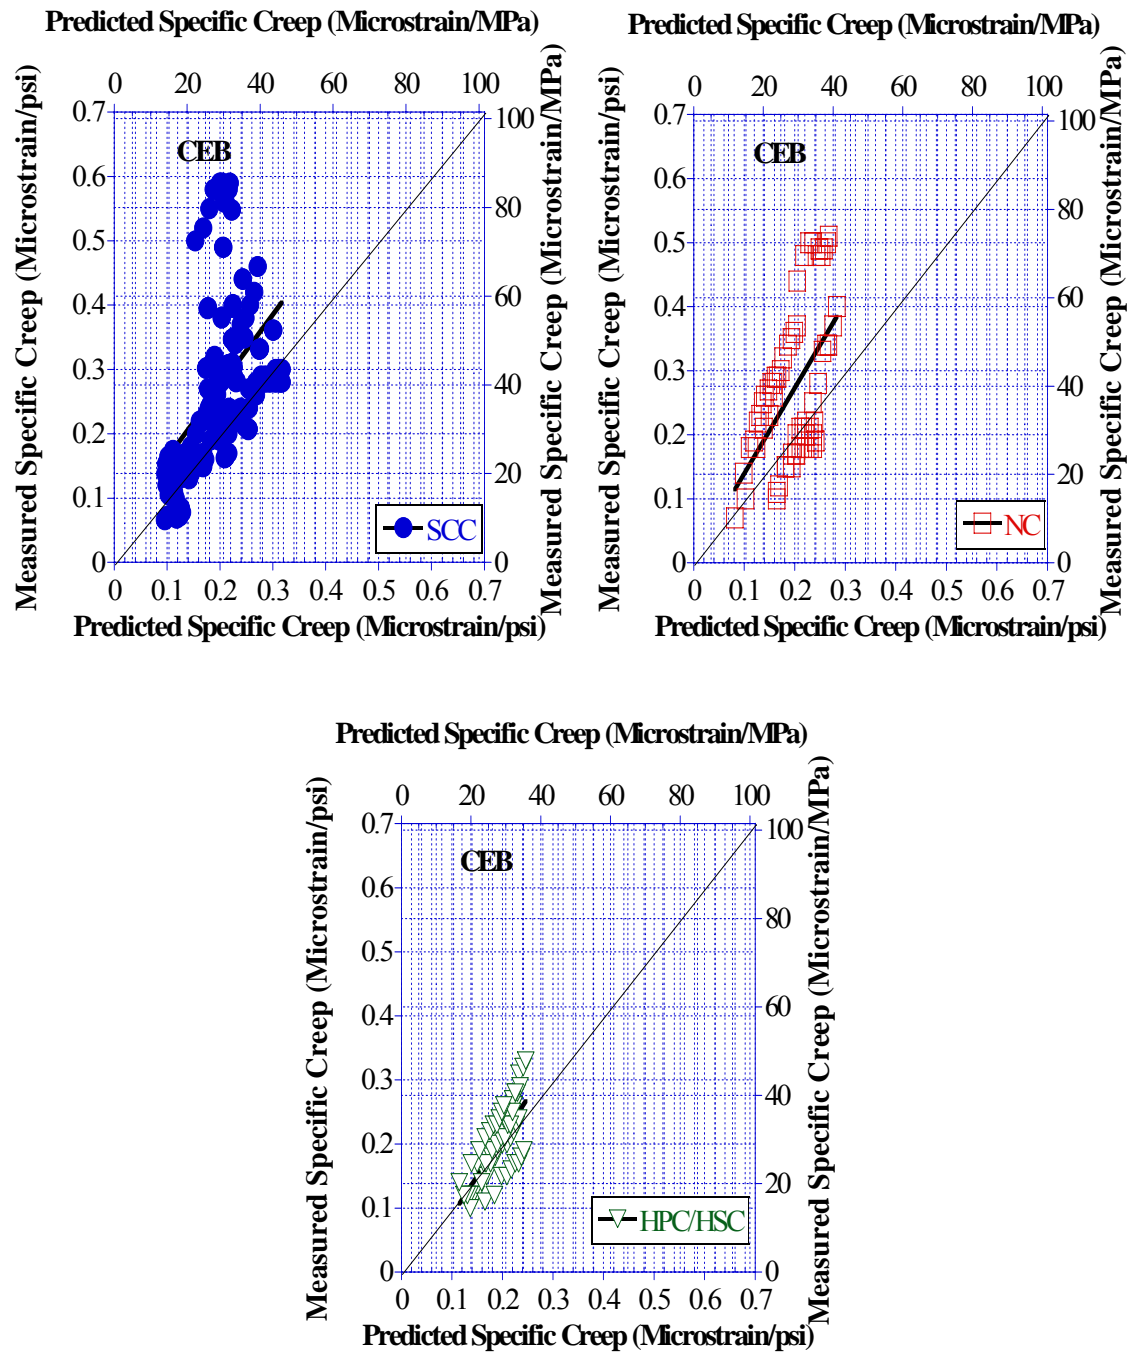 Predicted Specific Creep (Microstrain/MPa)
0 20 40 60 80 100
Measured Specific Creep (Microstrain/psi)
0.7
0.6
0.5
0.4
0.3
0.2
0.1
0
CEB
SCC
100
80
60
40
20
0
Measured Specific Creep (Microstrain/MPa)
0 0.1 0.2 0.3 0.4 0.5 0.6 0.7
Predicted Specific Creep (Microstrain/psi)
Predicted Specific Creep (Microstrain/MPa)
0 20 40 60 80 100
Measured Specific Creep (Microstrain/psi)
0.7
0.6
0.5
0.4
0.3
0.2
0.1
0
CEB
NC
100
80
60
40
20
0
Measured Specific Creep (Microstrain/MPa)
0 0.1 0.2 0.3 0.4 0.5 0.6 0.7
Predicted Specific Creep (Microstrain/psi)
Predicted Specific Creep (Microstrain/MPa)
0 20 40 60 80 100
Measured Specific Creep (Microstrain/psi)
0.7
0.6
0.5
0.4
0.3
0.2
0.1
0
CEB
HPC/HSC
100
80
60
40
20
0
Measured Specific Creep (Microstrain/MPa)
0 0.1 0.2 0.3 0.4 0.5 0.6 0.7
Predicted Specific Creep (Microstrain/psi)